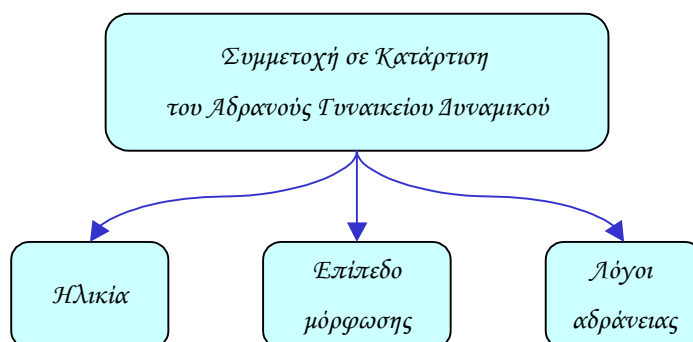 Συμμετοχή σε Κατάρτιση
του Αδρανούς Γυναικείου Δυναμικού
Ηλικία
Επίπεδο
μόρφωσης
Λόγοι
αδράνειας